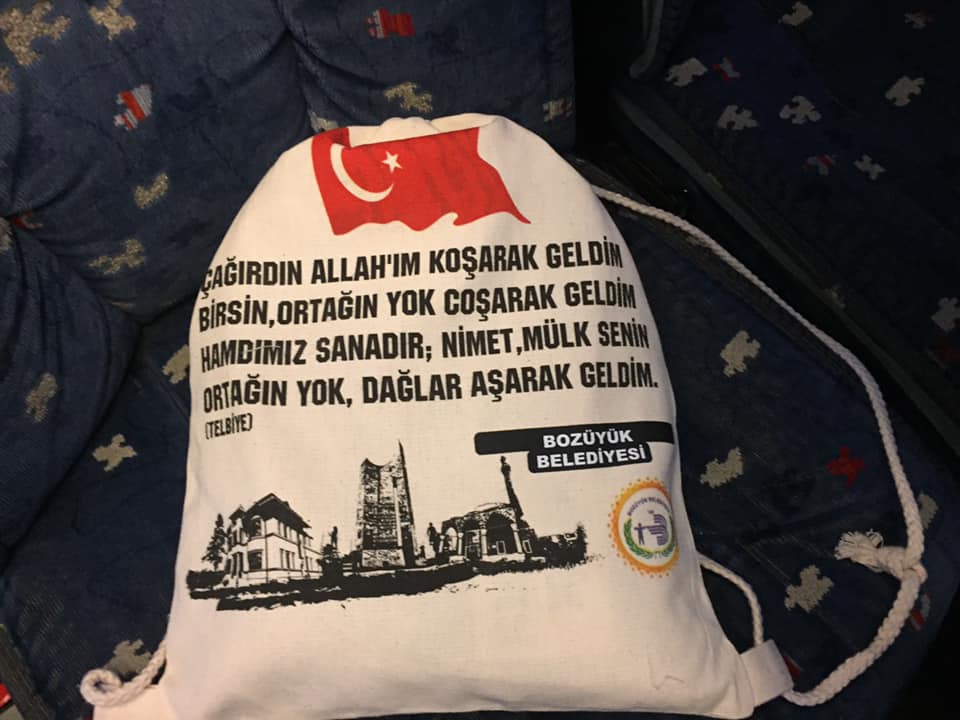 ÇAĞIRDIN ALLAH'IM KOŞARAK GELDİM
BİRSİN,ORTAĞIN YOK COŞARAK GELDİM
HAMDIMIZ SANADIR; NİMET,MÜLK SENİN
ORTAĞIN YOK, DAĞLAR AŞARAK GELDİM.
(TELBİYE)
BOZÜYÜK
BELEDİYESİ